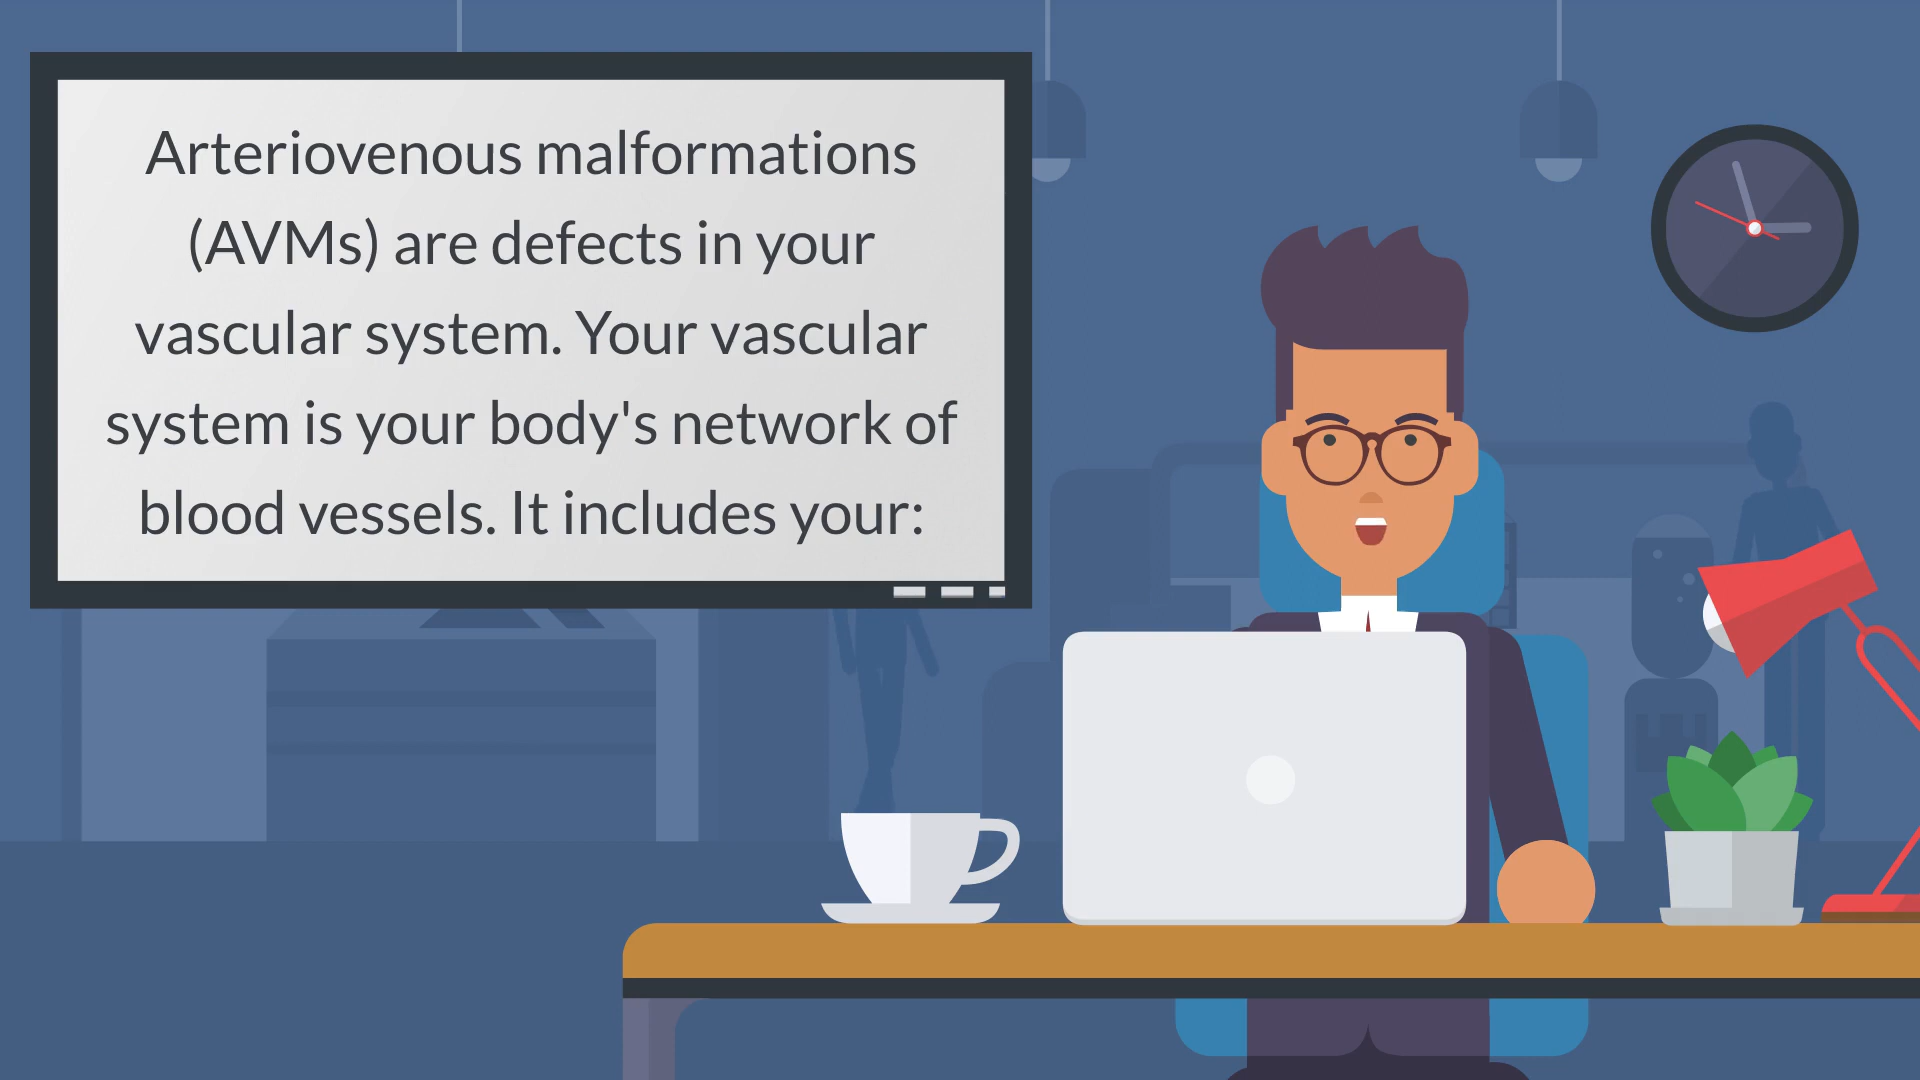 Arteriovenous malformations
(AVMs) are defects in your
vascular system. Your vascular
system is your body's network of
blood vessels. It includes your: